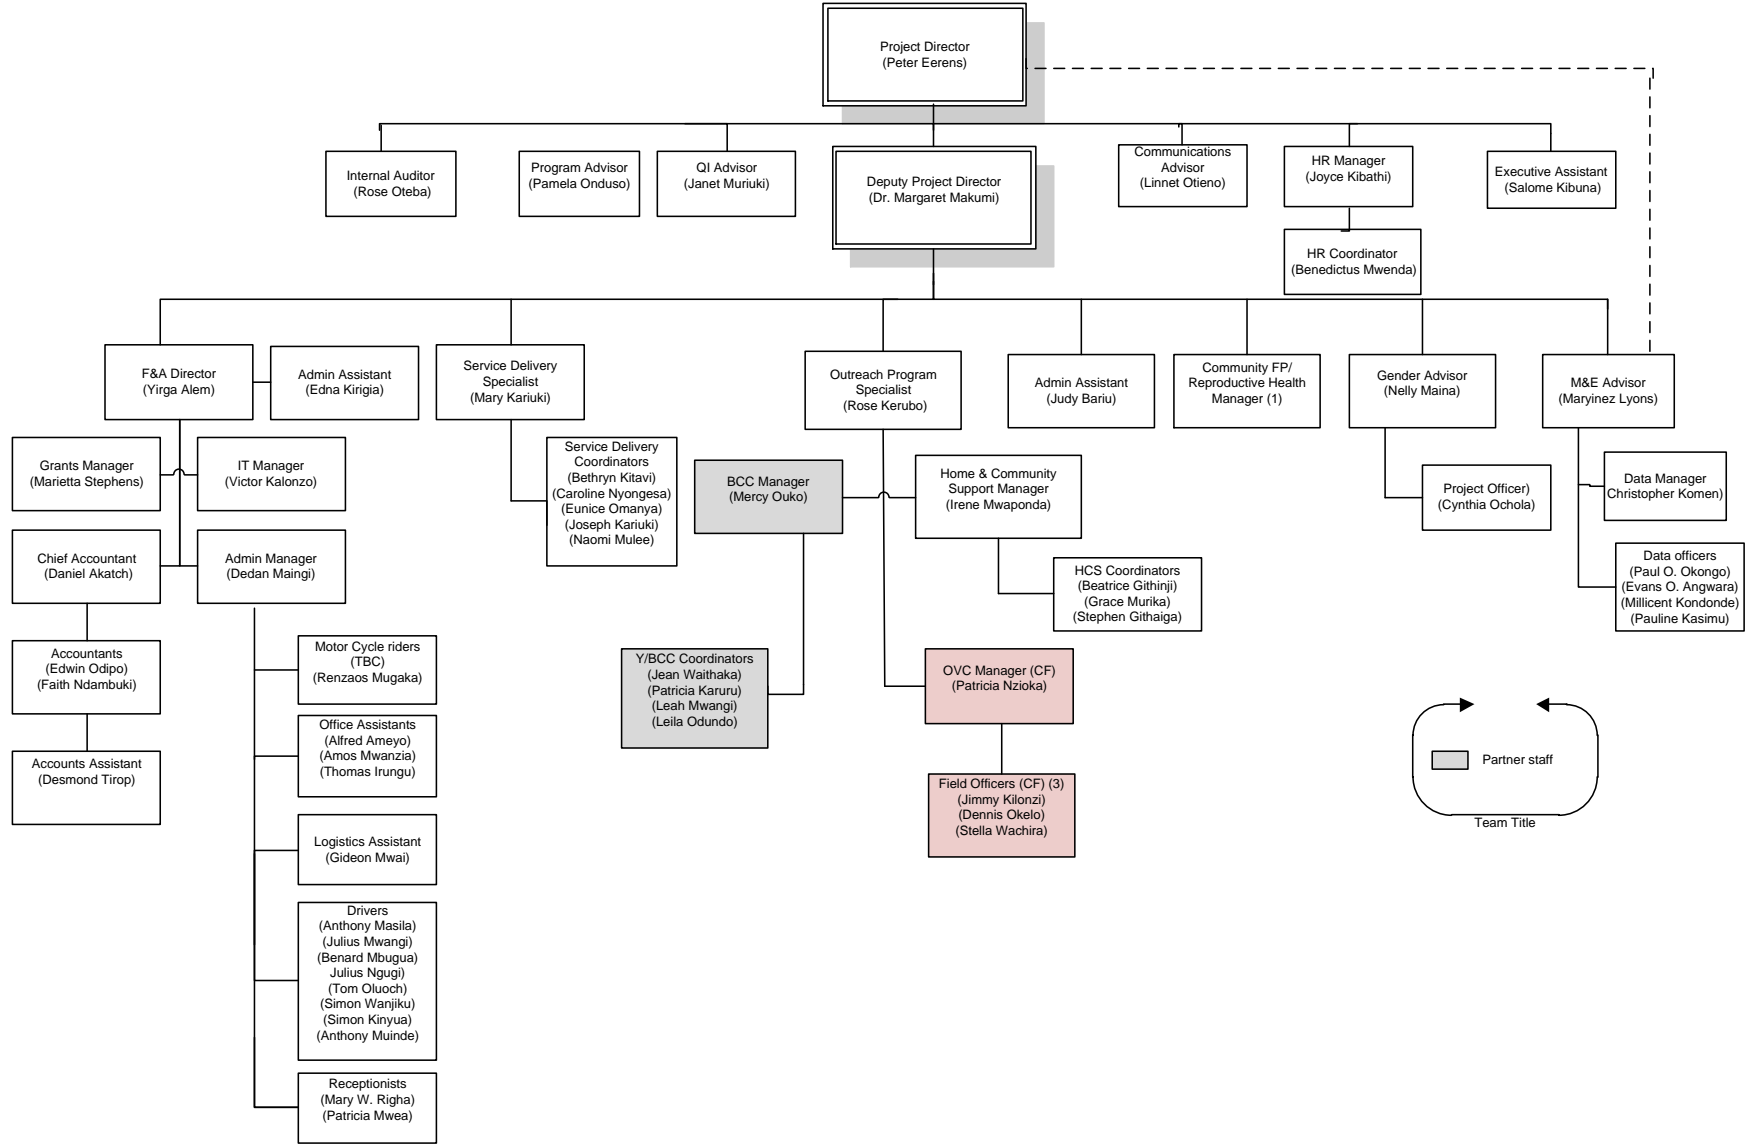 Project Director
(Peter Eerens)
Internal Auditor
(Rose Oteba)
Program Advisor
(Pamela Onduso)
QI Advisor
(Janet Muriuki)
Deputy Project Director
(Dr. Margaret Makumi)
Communications
Advisor
(Linnet Otieno)
HR Manager
(Joyce Kibathi)
Executive Assistant
(Salome Kibuna)
HR Coordinator
(Benedictus Mwenda)
F&A Director
(Yirga Alem)
Admin Assistant
(Edna Kirigia)
Service Delivery
Specialist
(Mary Kariuki)
Outreach Program
Specialist
(Rose Kerubo)
Admin Assistant
(Judy Bariu)
Community FP/
Reproductive Health
Manager (1)
Gender Advisor
(Nelly Maina)
M&E Advisor
(Maryinez Lyons)
Grants Manager
(Marietta Stephens)
IT Manager
(Victor Kalonzo)
Service Delivery
Coordinators
(Bethryn Kitavi)
(Caroline Nyongesa)
(Eunice Omanya)
(Joseph Kariuki)
(Naomi Mulee)
BCC Manager
(Mercy Ouko)
Home & Community
Support Manager
(Irene Mwaponda)
Project Officer)
(Cynthia Ochola)
Data Manager
Christopher Komen)
Chief Accountant
(Daniel Akatch)
Admin Manager
(Dedan Maingi)
HCS Coordinators
(Beatrice Githinji)
(Grace Murika)
(Stephen Githaiga)
Data officers
(Paul O. Okongo)
(Evans O. Angwara)
(Millicent Kondonde)
(Pauline Kasimu)
Accountants
(Edwin Odipo)
(Faith Ndambuki)
Motor Cycle riders
(TBC)
(Renzaos Mugaka)
Y/BCC Coordinators
(Jean Waithaka)
(Patricia Karuru)
(Leah Mwangi)
(Leila Odundo)
OVC Manager (CF)
(Patricia Nzioka)
Office Assistants
(Alfred Ameyo)
(Amos Mwanzia)
(Thomas Irungu)
Accounts Assistant
(Desmond Tirop)
Field Officers (CF) (3)
(Jimmy Kilonzi)
(Dennis Okelo)
(Stella Wachira)
Partner staff
Team Title
Logistics Assistant
(Gideon Mwai)
Drivers
(Anthony Masila)
(Julius Mwangi)
(Benard Mbugua)
Julius Ngugi)
(Tom Oluoch)
(Simon Wanjiku)
(Simon Kinyua)
(Anthony Muinde)
Receptionists
(Mary W. Righa)
(Patricia Mwea)